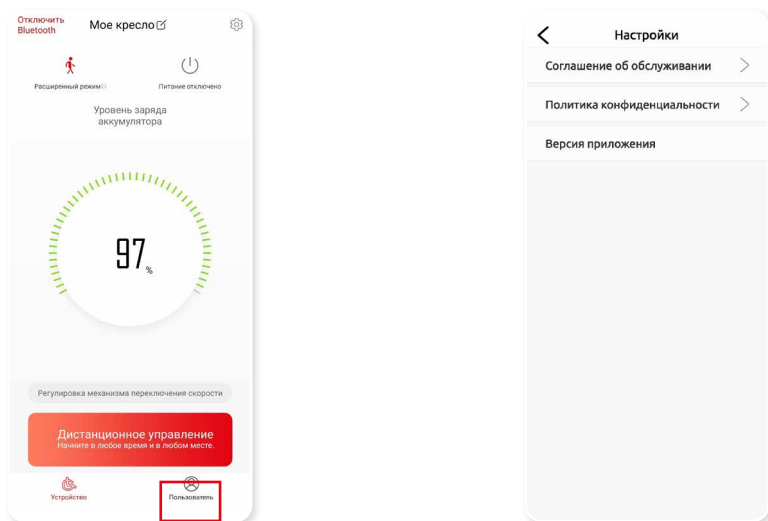 Отключить
Bluetooth
Мое кресло
Расширенный режим
Питание отключено
Уровень заряда
аккумулятора
97 %
Регулировка механизма переключения скорости
Дистанционное управление
Начните в любое время и в любом месте.
Устройство
Пользователь
Настройки
Соглашение об обслуживании
Политика конфиденциальности
Версия приложения